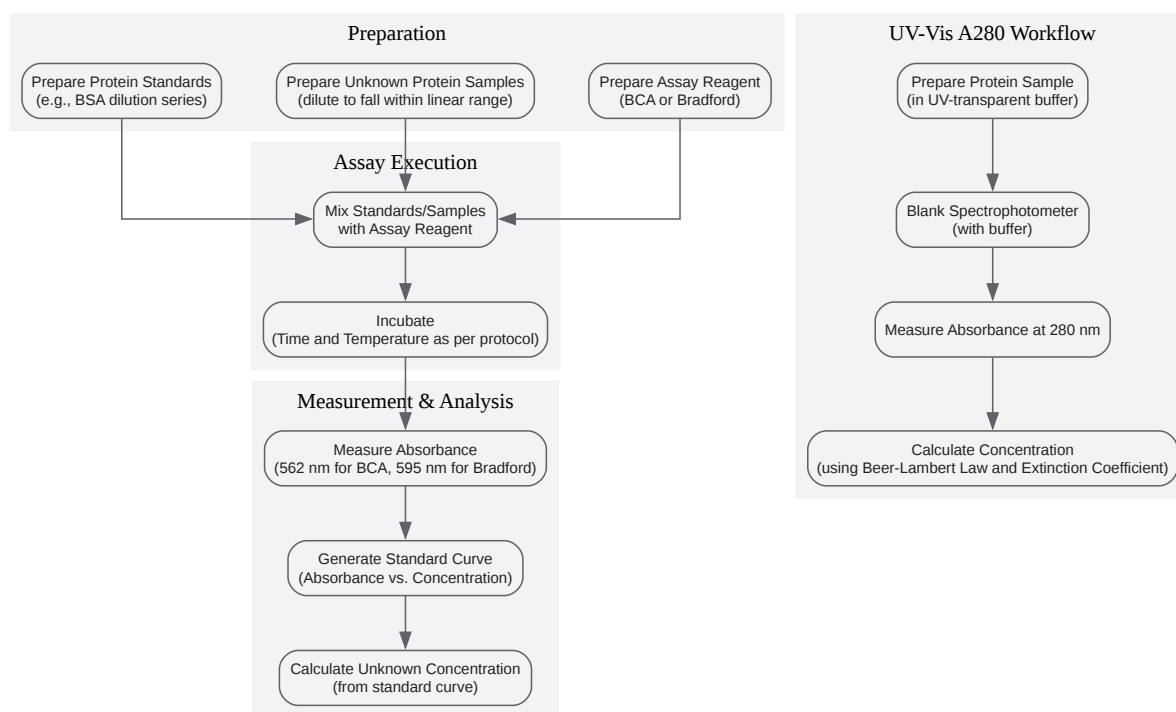 Preparation
Prepare Protein Standards
(e.g., BSA dilution series)
Prepare Unknown Protein Samples
(dilute to fall within linear range)
Prepare Assay Reagent
(BCA or Bradford)
Assay Execution
Mix Standards/Samples
with Assay Reagent
Incubate
(Time and Temperature as per protocol)
Measurement & Analysis
Measure Absorbance
(562 nm for BCA, 595 nm for Bradford)
Generate Standard Curve
(Absorbance vs. Concentration)
Calculate Unknown Concentration
(from standard curve)
UV-Vis A280 Workflow
Prepare Protein Sample
(in UV-transparent buffer)
Blank Spectrophotometer
(with buffer)
Measure Absorbance at 280 nm
Calculate Concentration
(using Beer-Lambert Law and Extinction Coefficient)